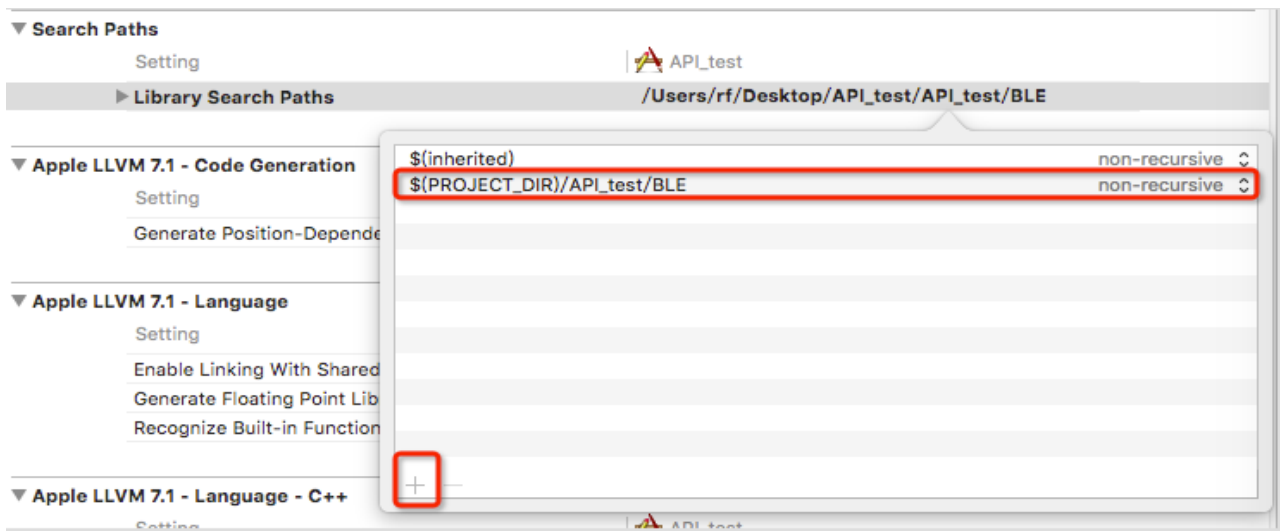 Search Paths
Setting API_test
Library Search Paths /Users/rf/Desktop/API_test/API_test/BLE
$(inherited) non-recursive
Apple LLVM 7.1 - Code Generation
$(PROJECT_DIR)/API_test/BLE non-recursive
Setting
Generate Position-Depende
Apple LLVM 7.1 - Language
Setting
Enable Linking With Shared
Generate Floating Point Lib
Recognize Built-in Function
Apple LLVM 7.1 - Language - C++
Setting API_test